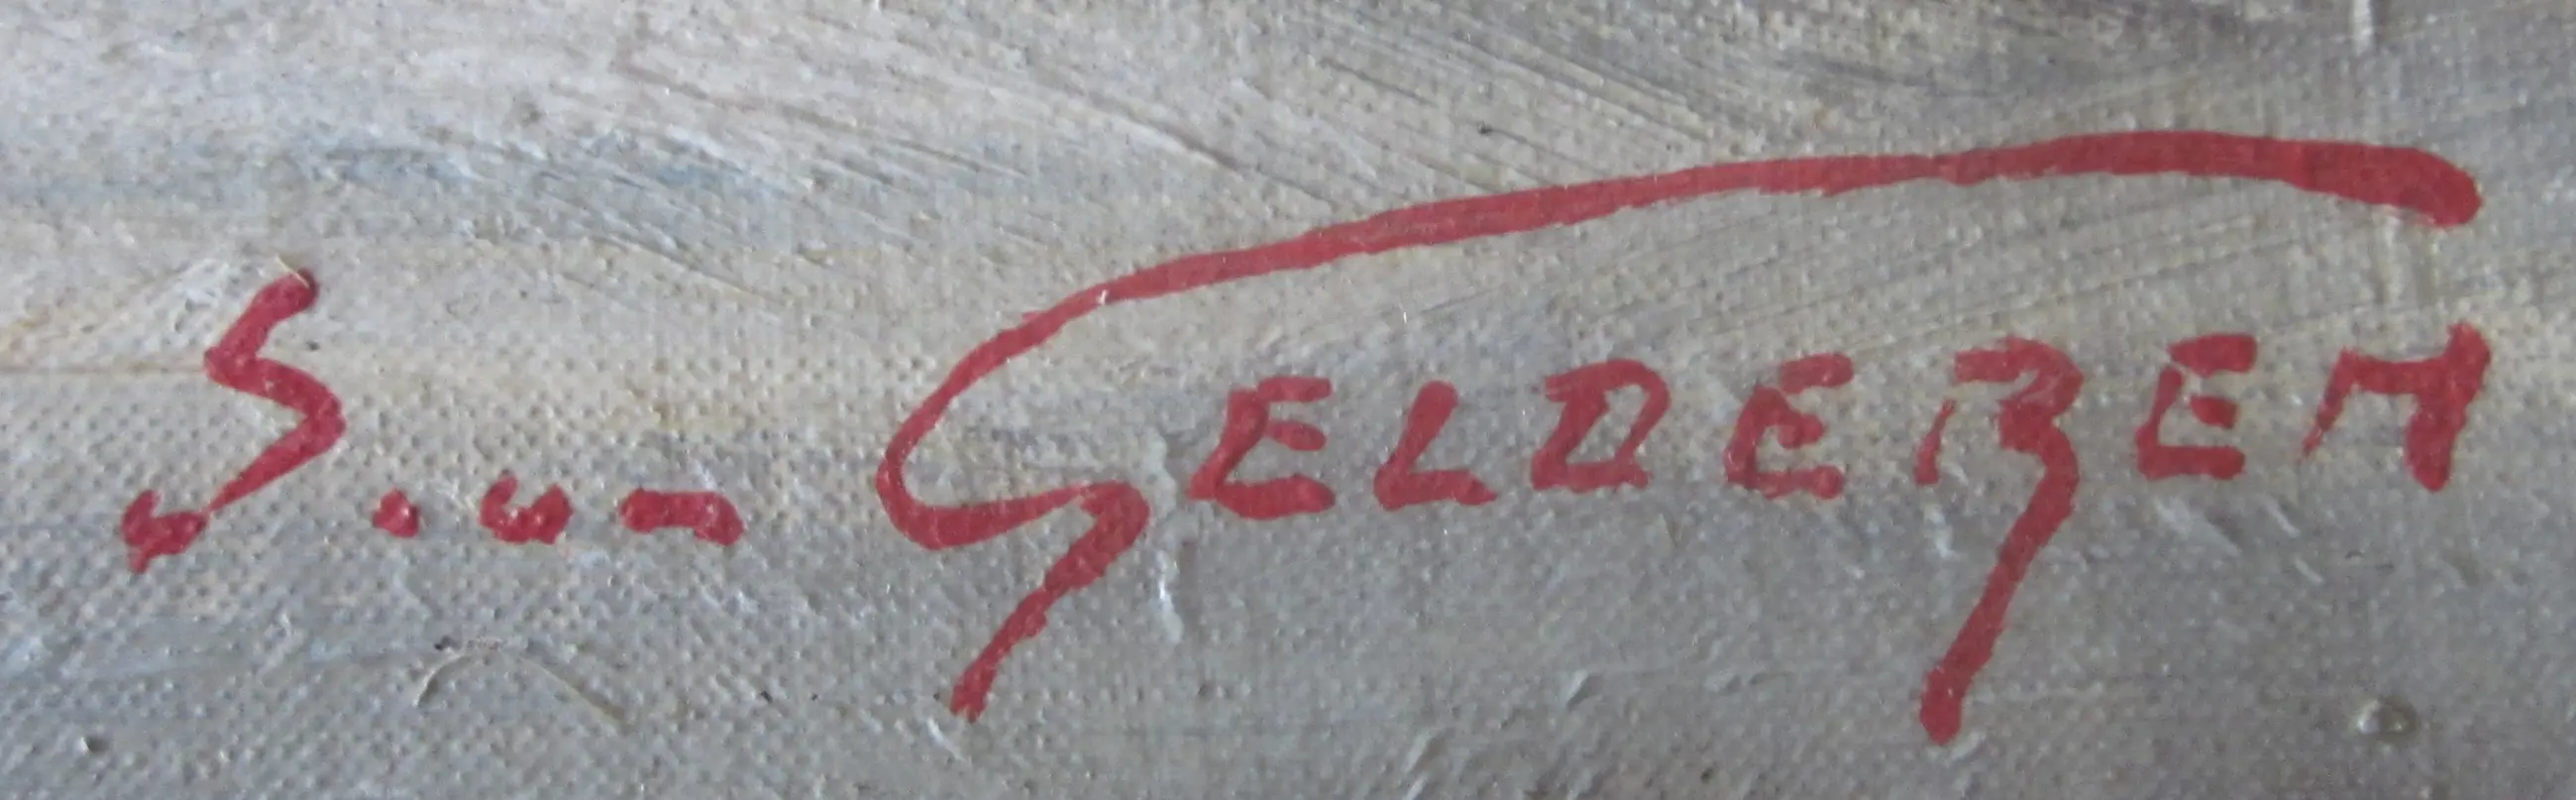 S. v - GELDEREN